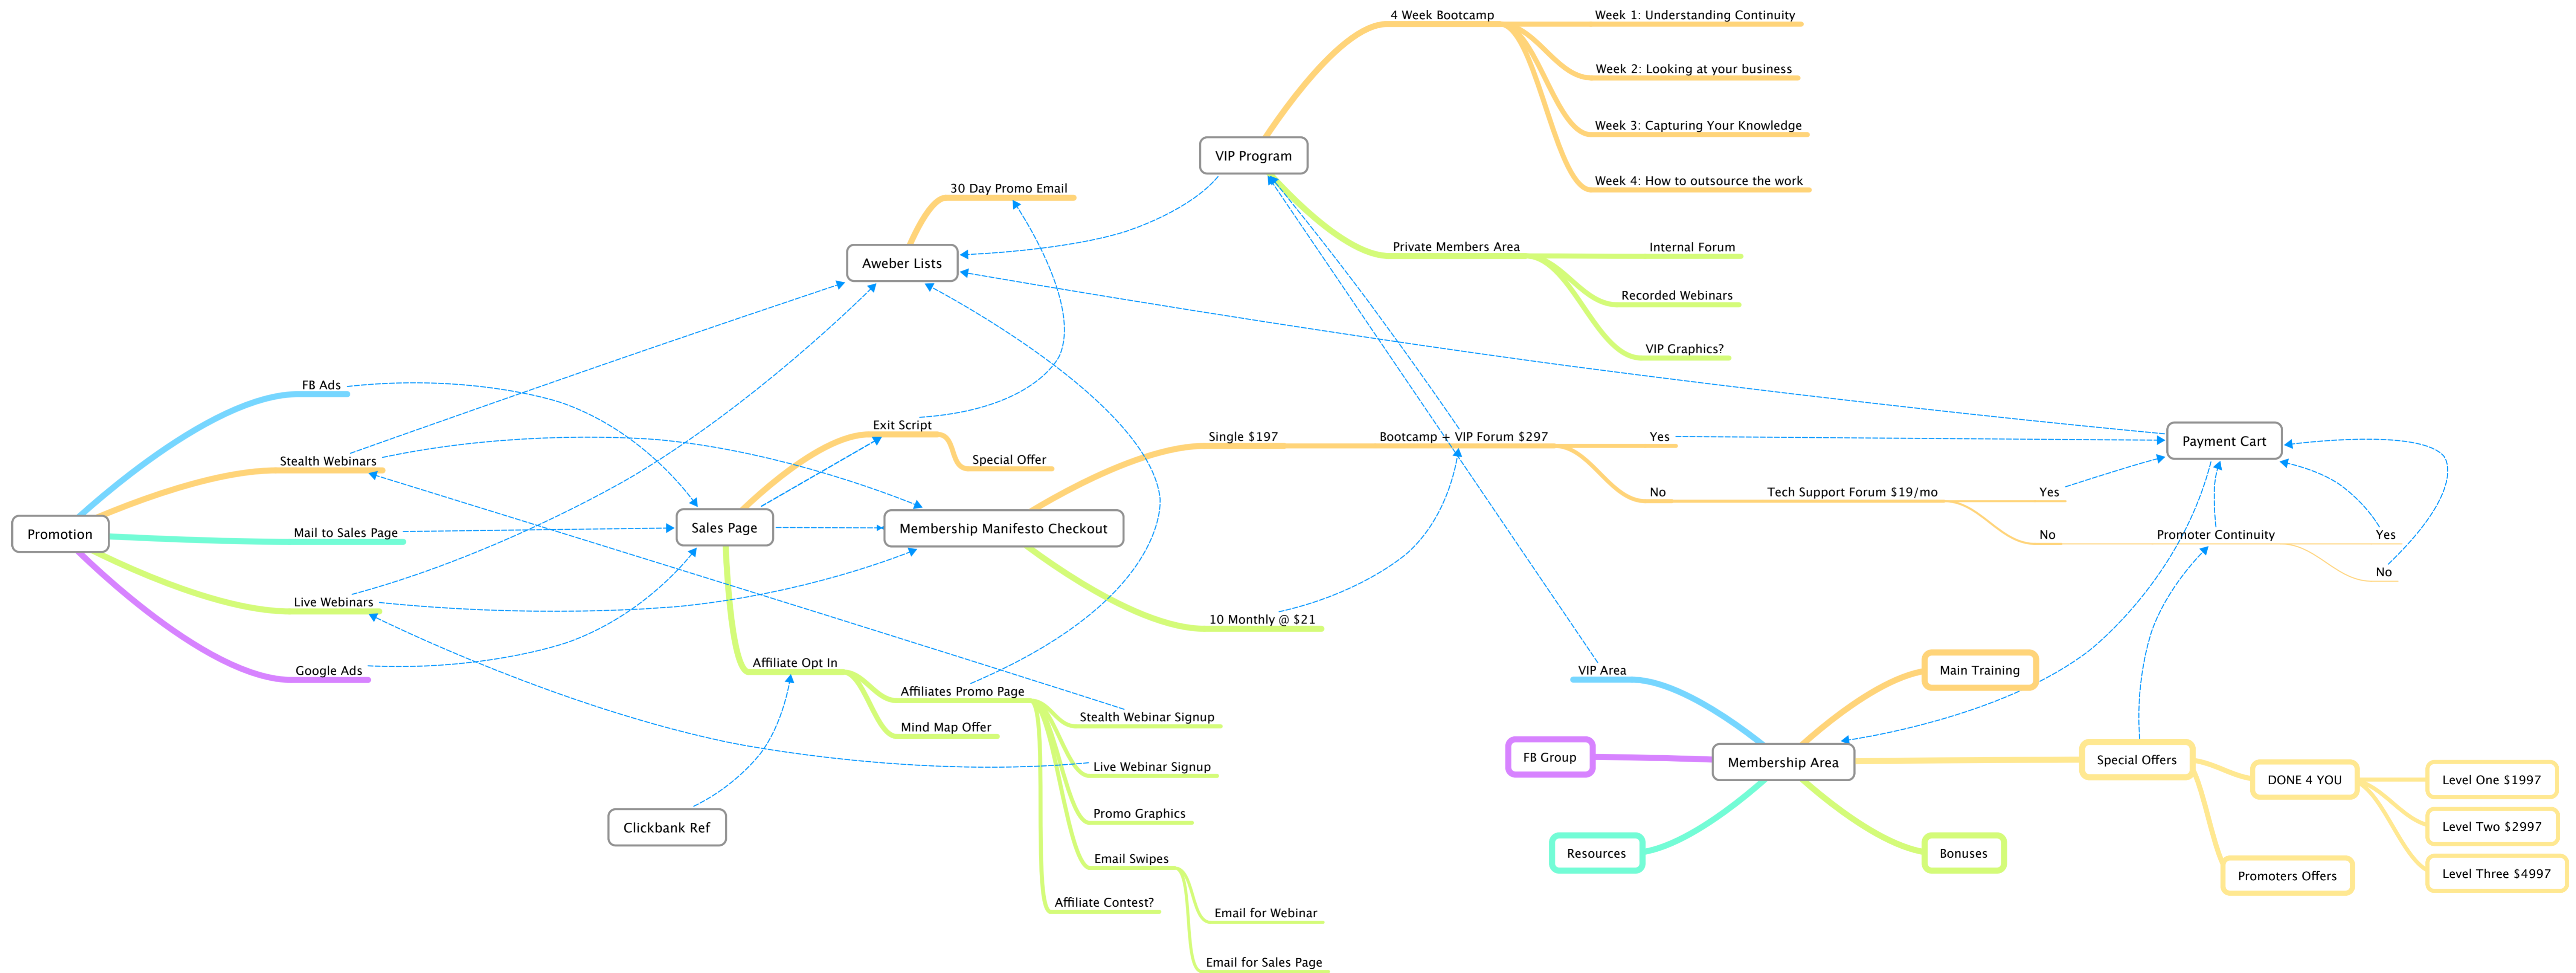 4 Week Bootcamp
Week 1: Understanding Continuity
Week 2: Looking at your business
Week 3: Capturing Your Knowledge
Week 4: How to outsource the work
VIP Program
Private Members Area
Internal Forum
Recorded Webinars
VIP Graphics?
30 Day Promo Email
Aweber Lists
FB Ads
Stealth Webinars
Mail to Sales Page
Live Webinars
Google Ads
Promotion
Exit Script
Special Offer
Sales Page
Membership Manifesto Checkout
Single $197
Bootcamp + VIP Forum $297
Yes
No
Tech Support Forum $19/mo
Yes
No
Promoter Continuity
Yes
No
Payment Cart
10 Monthly @ $21
Affiliate Opt In
Affiliates Promo Page
Mind Map Offer
Stealth Webinar Signup
Live Webinar Signup
Promo Graphics
Email Swipes
Affiliate Contest?
Email for Webinar
Email for Sales Page
Clickbank Ref
VIP Area
Main Training
FB Group
Membership Area
Special Offers
Resources
Bonuses
DONE 4 YOU
Level One $1997
Level Two $2997
Level Three $4997
Promoters Offers